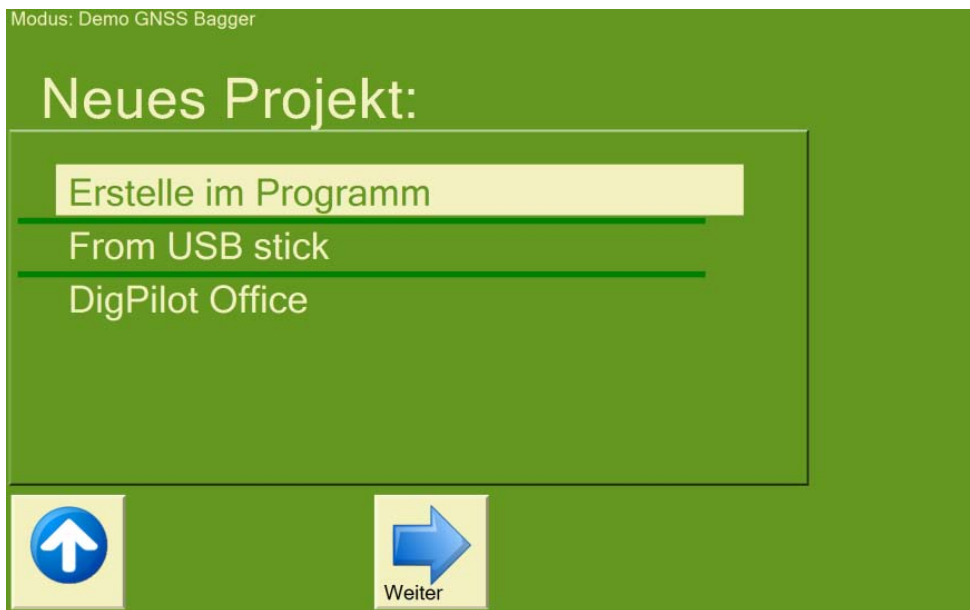 Modus: Demo GNSS Bagger
Neues Projekt:
Erstelle im Programm
From USB stick
DigPilot Office
Weiter